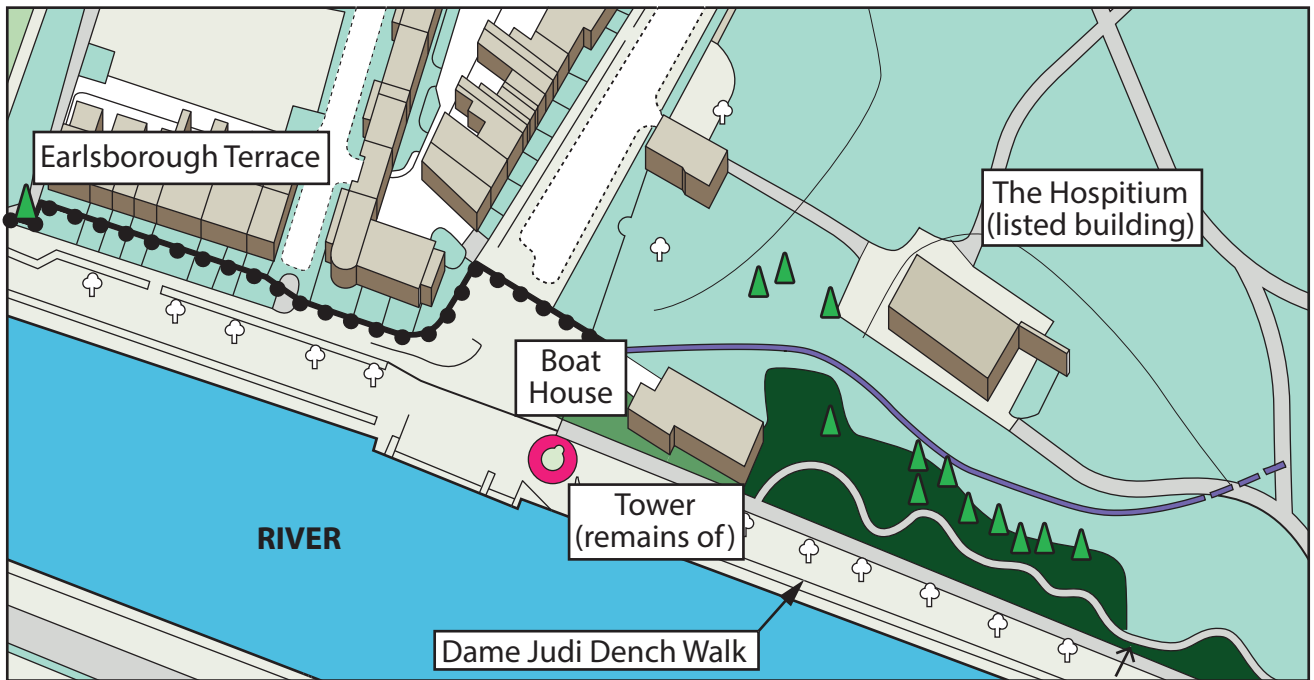 Earlsborough Terrace
The Hospitium
(listed building)
Boat
House
Tower
(remains of)
RIVER
Dame Judi Dench Walk